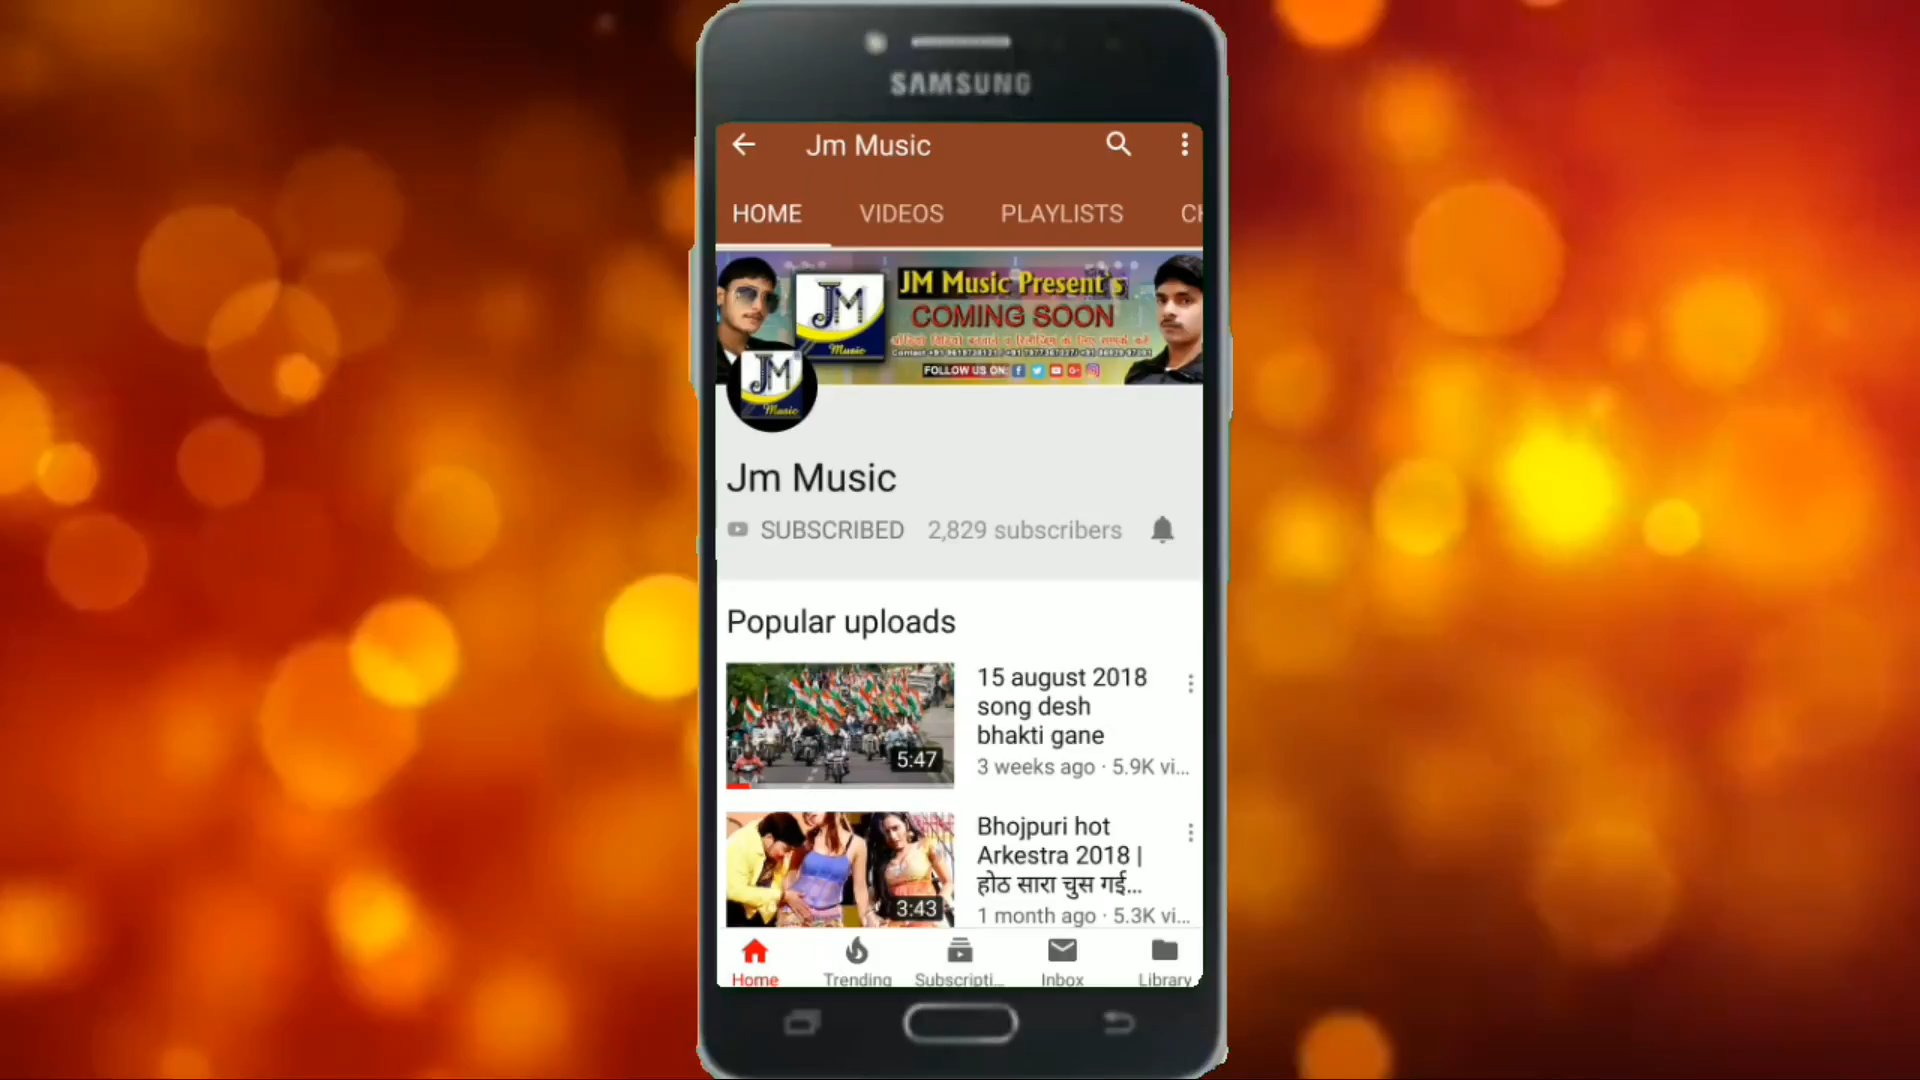 SAMSUNG
Jm Music
HOME VIDEOS PLAYLISTS CH
JM Music Present's
COMING SOON
JM
Music
FOLLOW US ON:
JM
Music
Jm Music
SUBSCRIBED 2,829 subscribers
Popular uploads
15 august 2018
song desh
bhakti gane
3 weeks ago · 5.9K vi...
5:47
Bhojpuri hot
Arkestra 2018 |
होठ सारा चुस गई...
1 month ago · 5.3K vi...
3:43
Home Trending Subscripti... Inbox Library